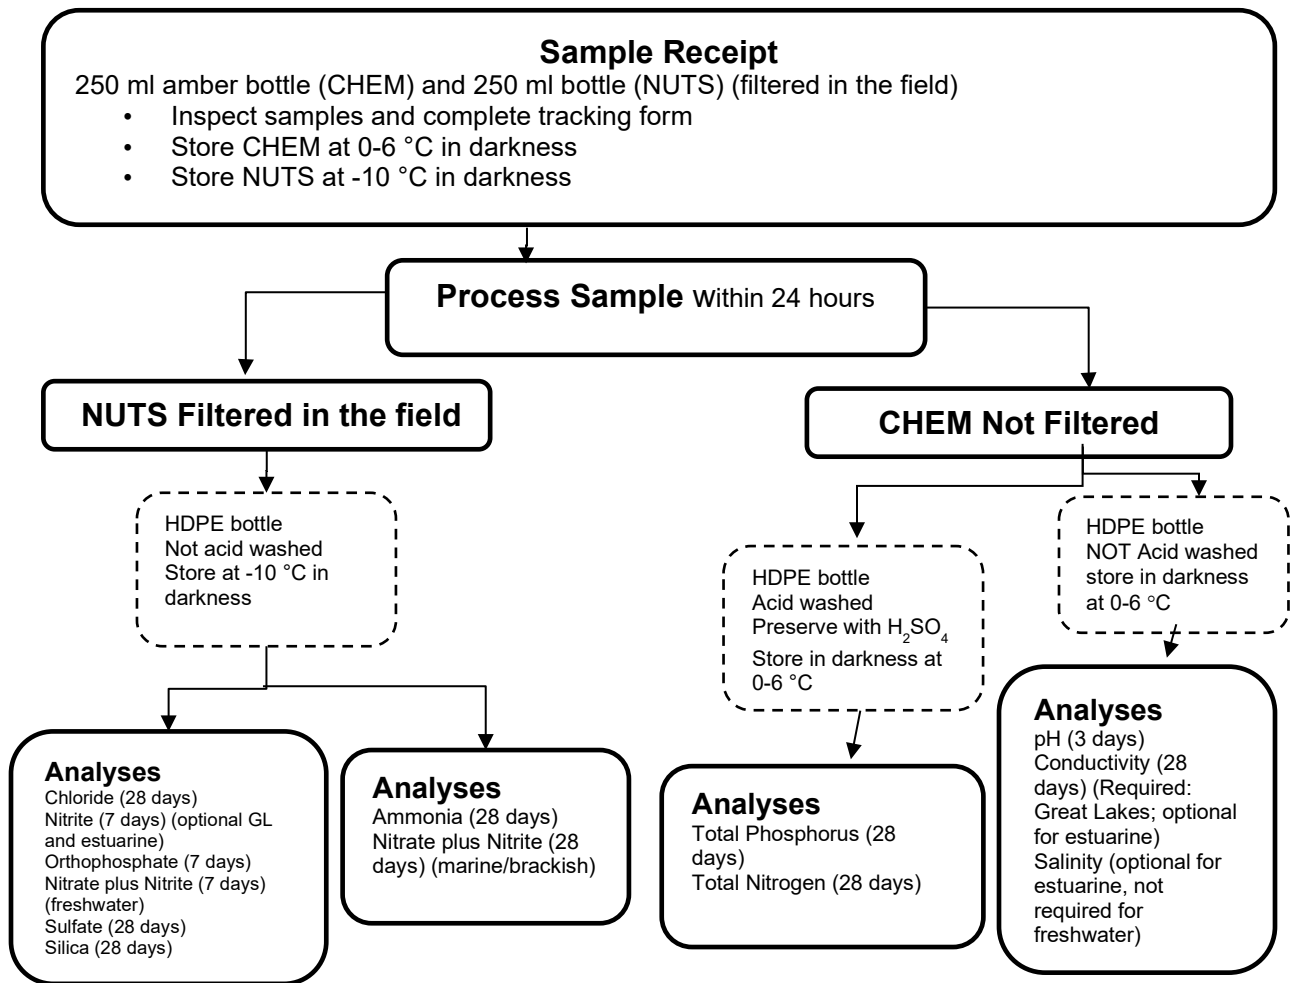 Sample Receipt
250 ml amber bottle (CHEM) and 250 ml bottle (NUTS) (filtered in the field)
• Inspect samples and complete tracking form
• Store CHEM at 0-6 °C in darkness
• Store NUTS at -10 °C in darkness
Process Sample within 24 hours
NUTS Filtered in the field
CHEM Not Filtered
HDPE bottle
Not acid washed
Store at -10 °C in
darkness
HDPE bottle
Acid washed
Preserve with H₂SO₄
Store in darkness at
0-6 °C
HDPE bottle
NOT Acid washed
store in darkness
at 0-6 °C
Analyses
Chloride (28 days)
Nitrite (7 days) (optional GL
and estuarine)
Orthophosphate (7 days)
Nitrate plus Nitrite (7 days)
(freshwater)
Sulfate (28 days)
Silica (28 days)
Analyses
Ammonia (28 days)
Nitrate plus Nitrite (28
days) (marine/brackish)
Analyses
Total Phosphorus (28
days)
Total Nitrogen (28 days)
Analyses
pH (3 days)
Conductivity (28
days) (Required:
Great Lakes; optional
for estuarine)
Salinity (optional for
estuarine, not
required for
freshwater)